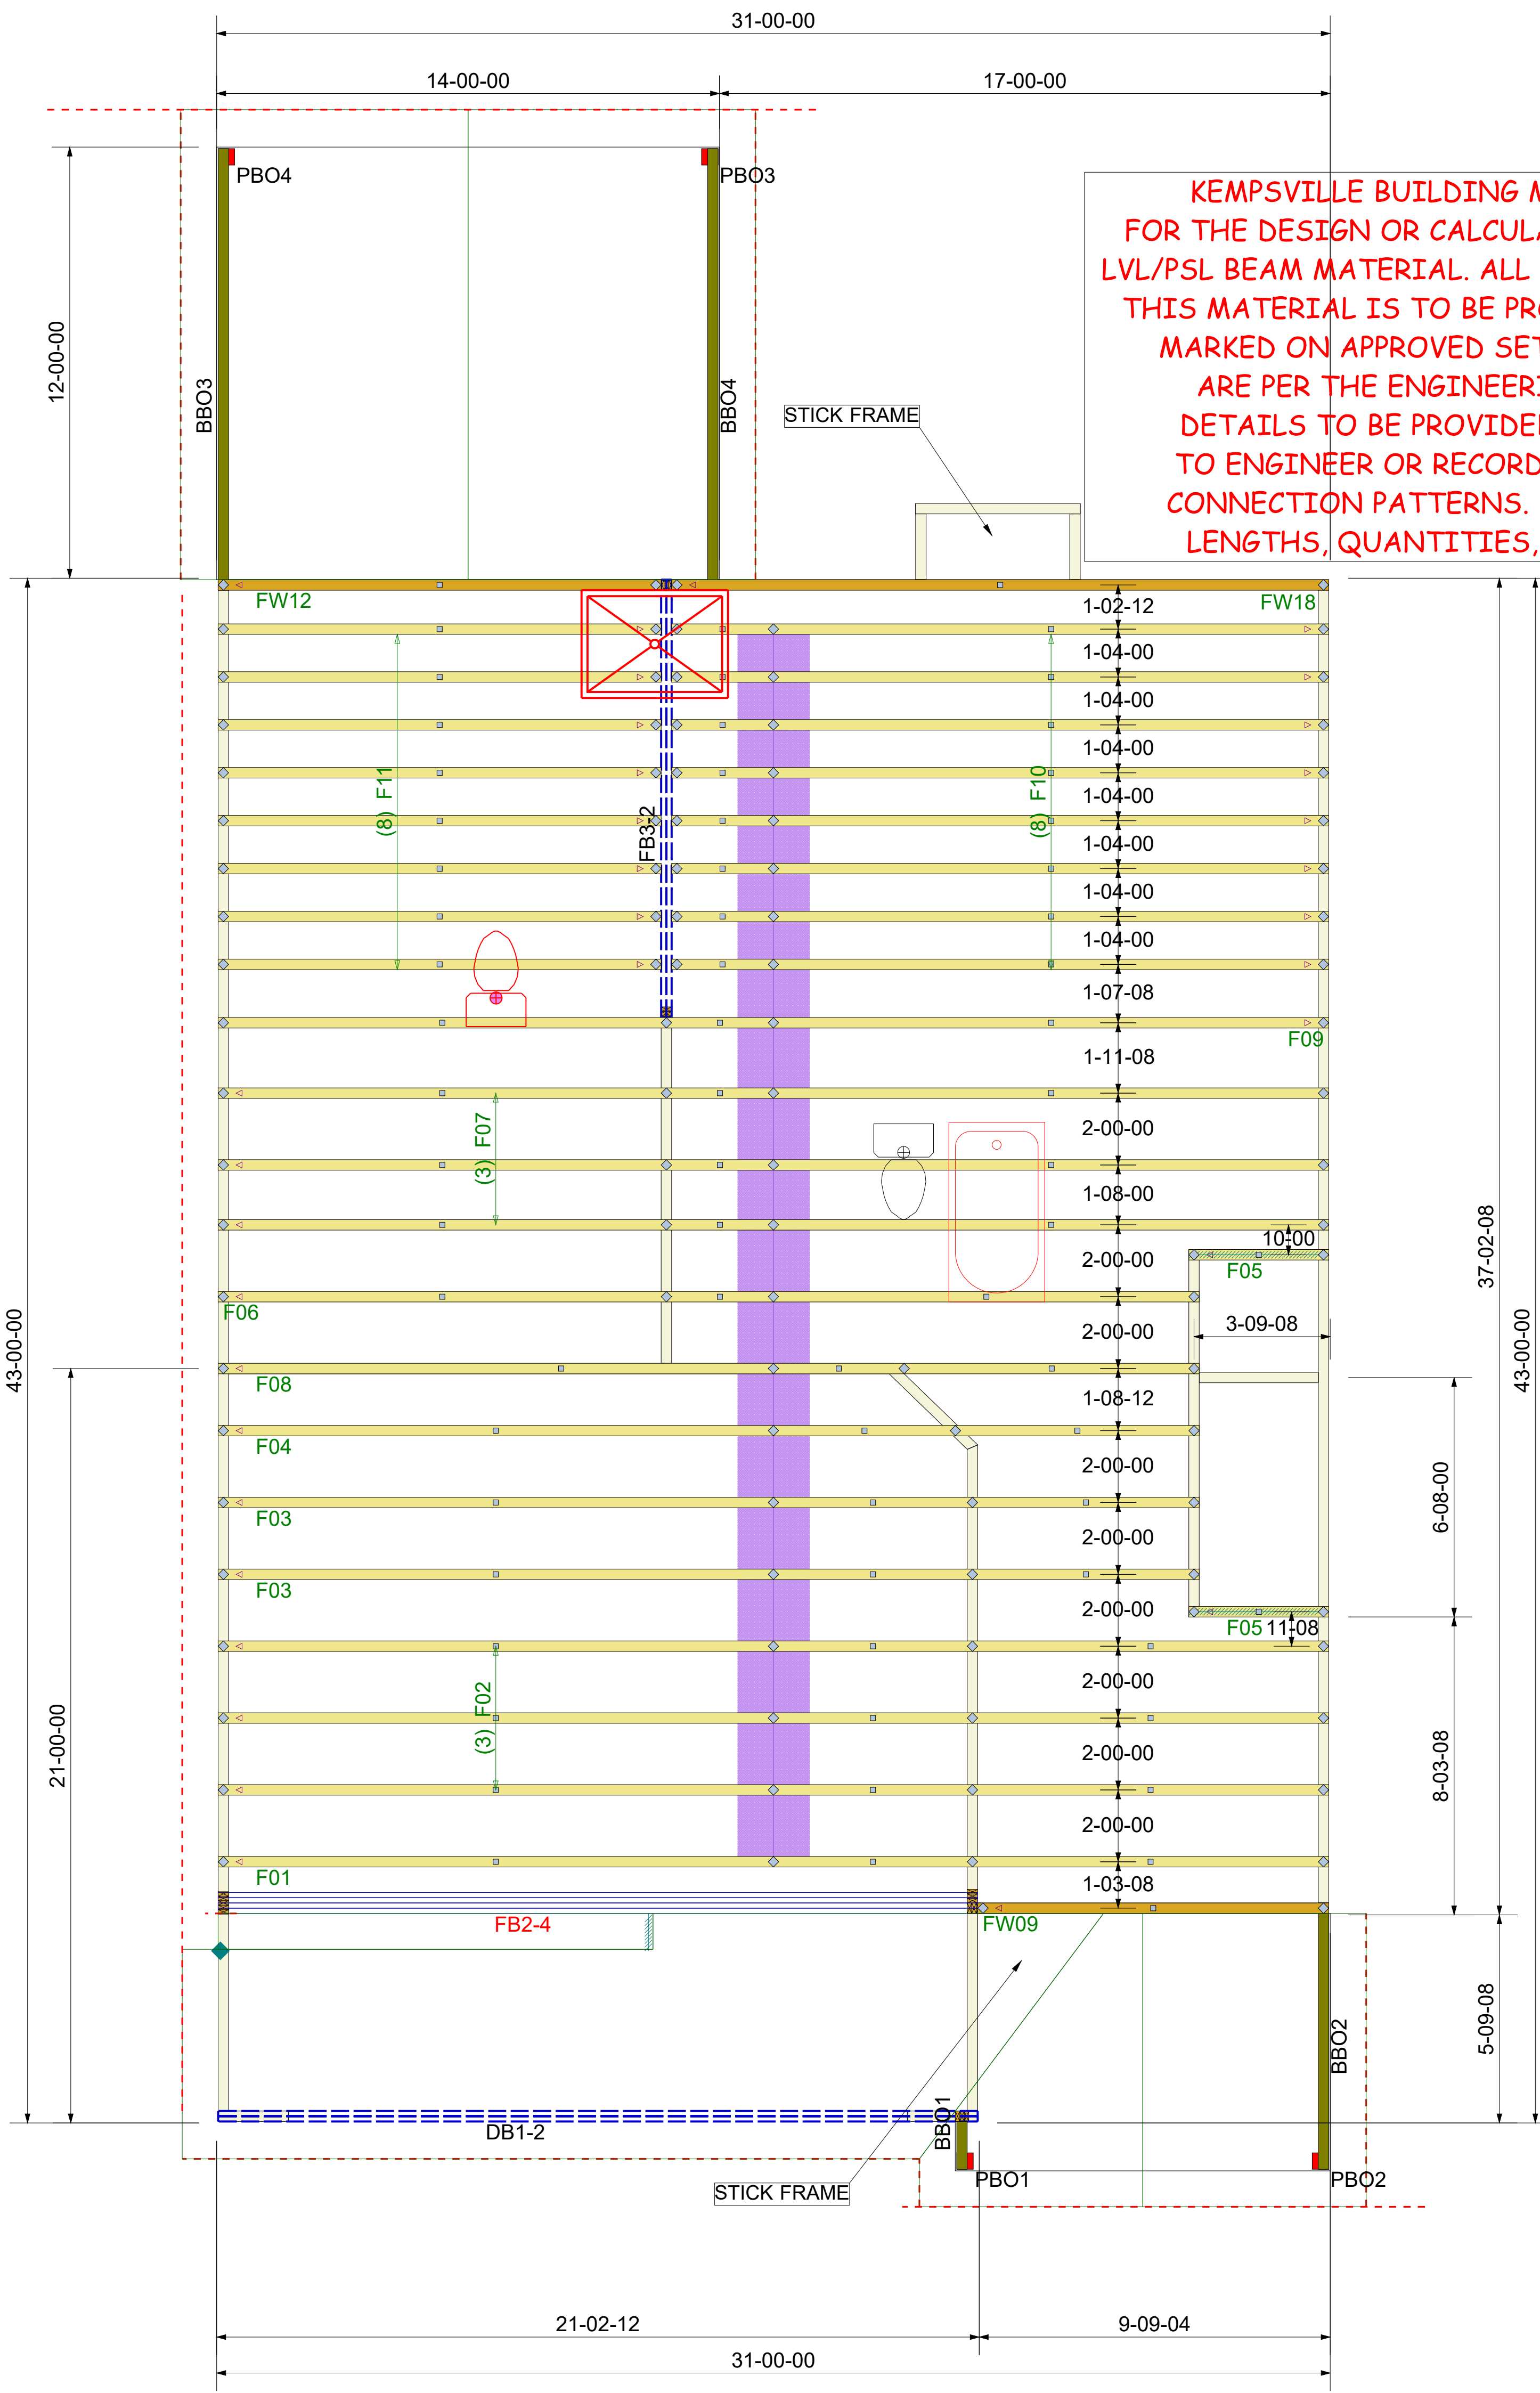 31-00-00
14-00-00
17-00-00
PBO4
PBO3
KEMPSVILLE BUILDING
FOR THE DESIGN OR
LVL/PSL BEAM MATERIAL. ALL
THIS MATERIAL IS TO BE
MARKED ON APPROVED
ARE PER THE
DETAILS TO BE
TO ENGINEER OR
CONNECTION PATTERNS.
LENGTHS, QUANTITIES,
12-00-00
BBO3
BBO4
STICK FRAME
FW12
FW18
1-02-12
1-04-00
1-04-00
1-04-00
1-04-00
1-04-00
1-04-00
1-04-00
(8) F11
FB3-2
(8) F10
1-07-08
F09
1-11-08
(3) F07
2-00-00
1-08-00
10-00
F05
2-00-00
F06
3-09-08
2-00-00
37-02-08
43-00-00
43-00-00
F08
1-08-12
F04
2-00-00
6-08-00
F03
2-00-00
F03
2-00-00
F05
11-08
21-00-00
(3) F02
2-00-00
2-00-00
8-03-08
2-00-00
F01
1-03-08
FB2-4
FW09
5-09-08
BBO2
BBO1
DB1-2
STICK FRAME
PBO1
PBO2
21-02-12
9-09-04
31-00-00